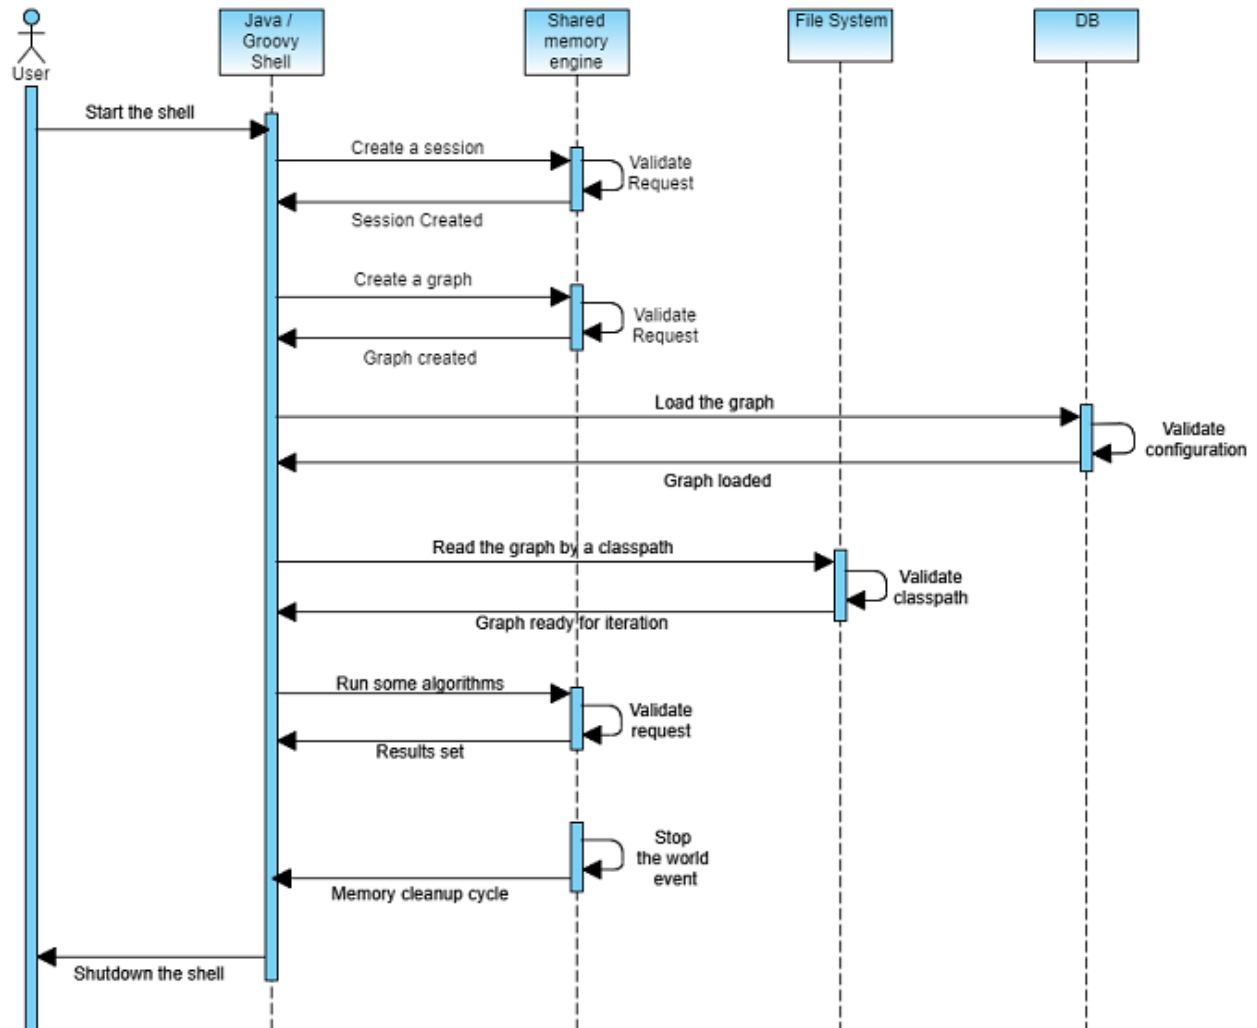 User
Java /
Groovy
Shell
Shared
memory
engine
File System
DB
Start the shell
Create a session
Validate
Request
Session Created
Create a graph
Validate
Request
Graph created
Load the graph
Validate
configuration
Graph loaded
Read the graph by a classpath
Validate
classpath
Graph ready for iteration
Run some algorithms
Validate
request
Results set
Stop
the world
event
Memory cleanup cycle
Shutdown the shell